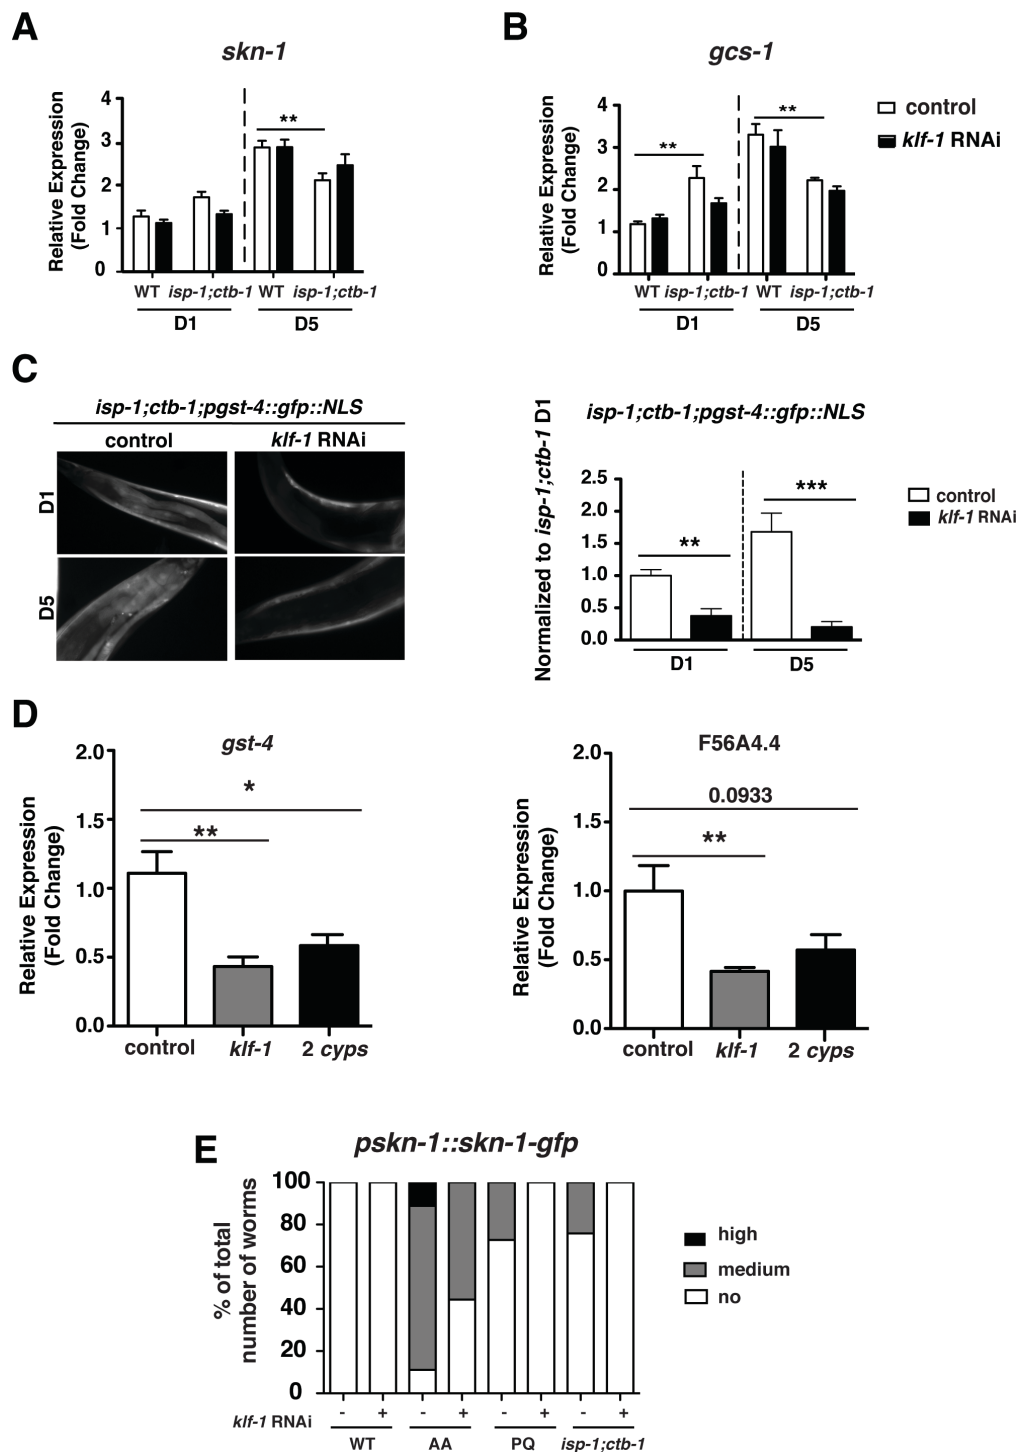 A
skn-1
Relative Expression
(Fold Change)
4
3
2
1
0
**
WT isp-1;ctb-1 WT isp-1;ctb-1
D1 D5
B
gcs-1
Relative Expression
(Fold Change)
4
3
2
1
0
**
**
WT isp-1;ctb-1 WT isp-1;ctb-1
D1 D5
control
klf-1 RNAi
C
isp-1;ctb-1;pgst-4::gfp::NLS
control klf-1 RNAi
D1
D5
isp-1;ctb-1;pgst-4::gfp::NLS
Normalized to isp-1;ctb-1 D1
2.5
2.0
1.5
1.0
0.5
0.0
**
***
D1 D5
control
klf-1 RNAi
D
gst-4
Relative Expression
(Fold Change)
2.0
1.5
1.0
0.5
0.0
*
**
control klf-1 2 cyps
F56A4.4
Relative Expression
(Fold Change)
2.0
1.5
1.0
0.5
0.0
0.0933
**
control klf-1 2 cyps
E
pskn-1::skn-1-gfp
% of total
number of worms
100
80
60
40
20
0
high
medium
no
klf-1 RNAi - + - + - + - +
WT AA PQ isp-1;ctb-1